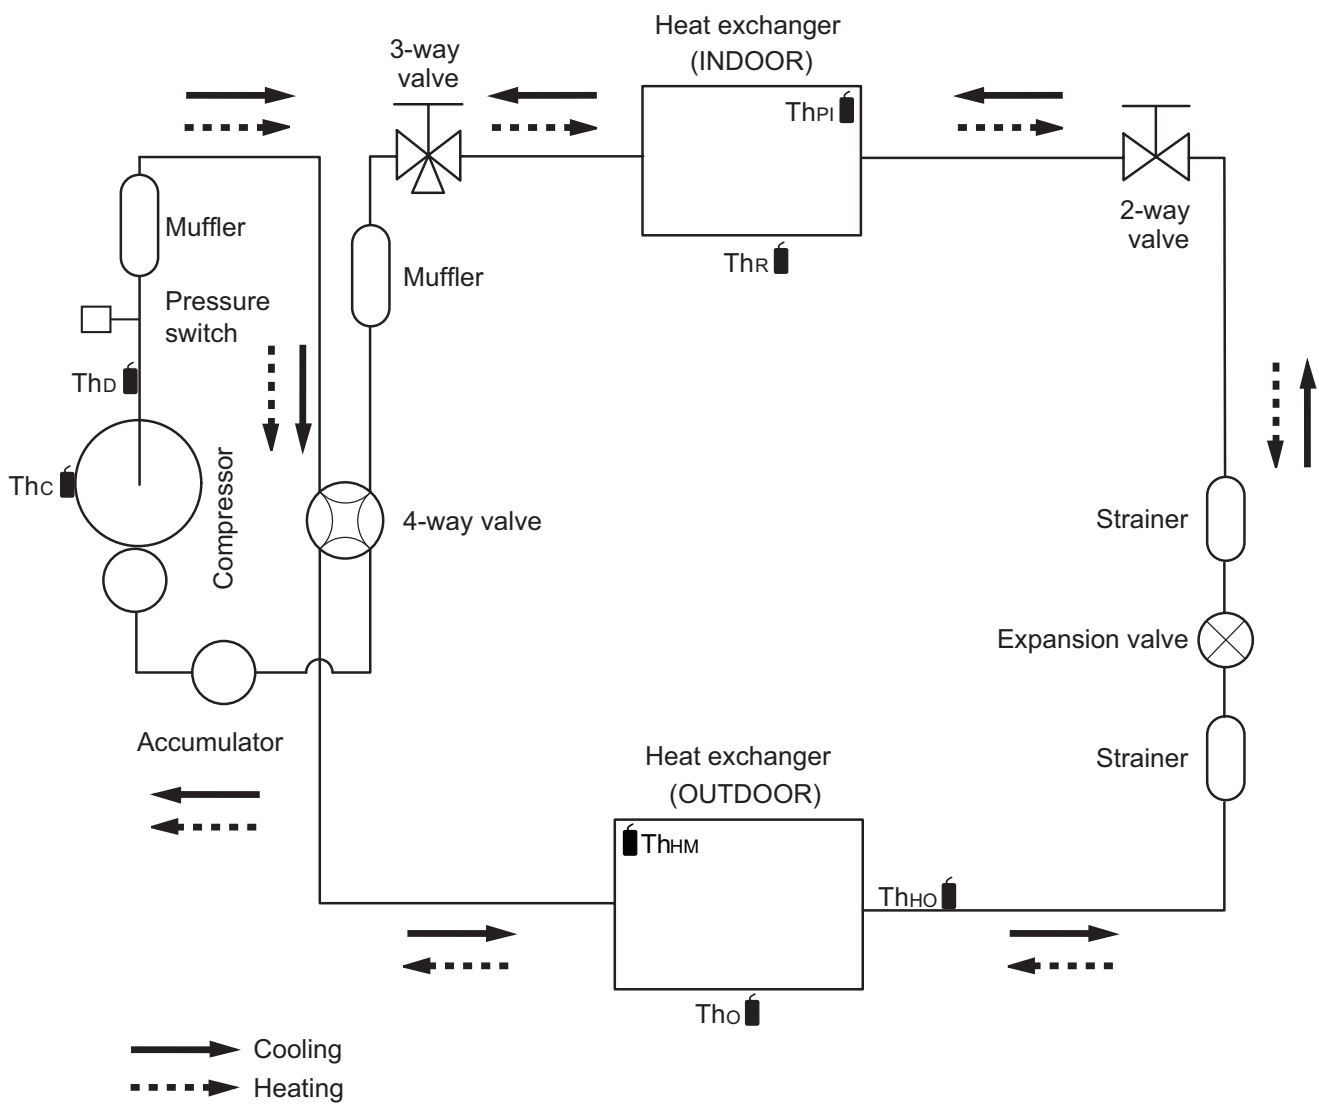 Heat exchanger
(INDOOR)
3-way
valve
ThPI
Muffler
2-way
valve
ThR
Muffler
Pressure
switch
ThD
ThC
Compressor
4-way valve
Strainer
Expansion valve
Accumulator
Heat exchanger
(OUTDOOR)
Strainer
ThHM
ThHO
ThO
Cooling
Heating